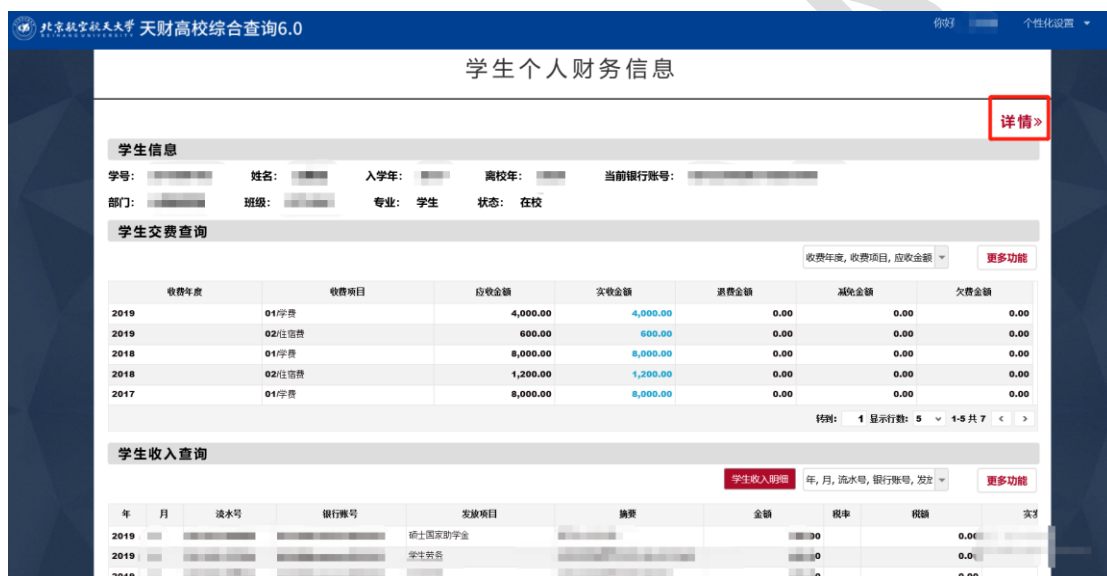 北京航空航天大学 天财高校综合查询6.0 你好 个性化设置
BEIHANG UNIVERSITY
学生个人财务信息
详情»
学生信息
学号: 姓名: 入学年: 离校年: 当前银行账号:
部门: 班级: 专业: 学生 状态: 在校
学生交费查询
收费年度, 收费项目, 应收金额 更多功能
收费年度 收费项目 应收金额 实收金额 退费金额 减免金额 欠费金额
2019 01/学费 4,000.00 4,000.00 0.00 0.00 0.00
2019 02/住宿费 600.00 600.00 0.00 0.00 0.00
2018 01/学费 8,000.00 8,000.00 0.00 0.00 0.00
2018 02/住宿费 1,200.00 1,200.00 0.00 0.00 0.00
2017 01/学费 8,000.00 8,000.00 0.00 0.00 0.00
转到: 1 显示行数: 5 1-5 共 7 < >
学生收入查询
学生收入明细 年, 月, 流水号, 银行账号, 发放 更多功能
年 月 流水号 银行账号 发放项目 摘要 金额 税率 税额 实发
2019 硕士国家助学金 00 0.00
2019 学生劳务 0 0.0
2018 0 0.00